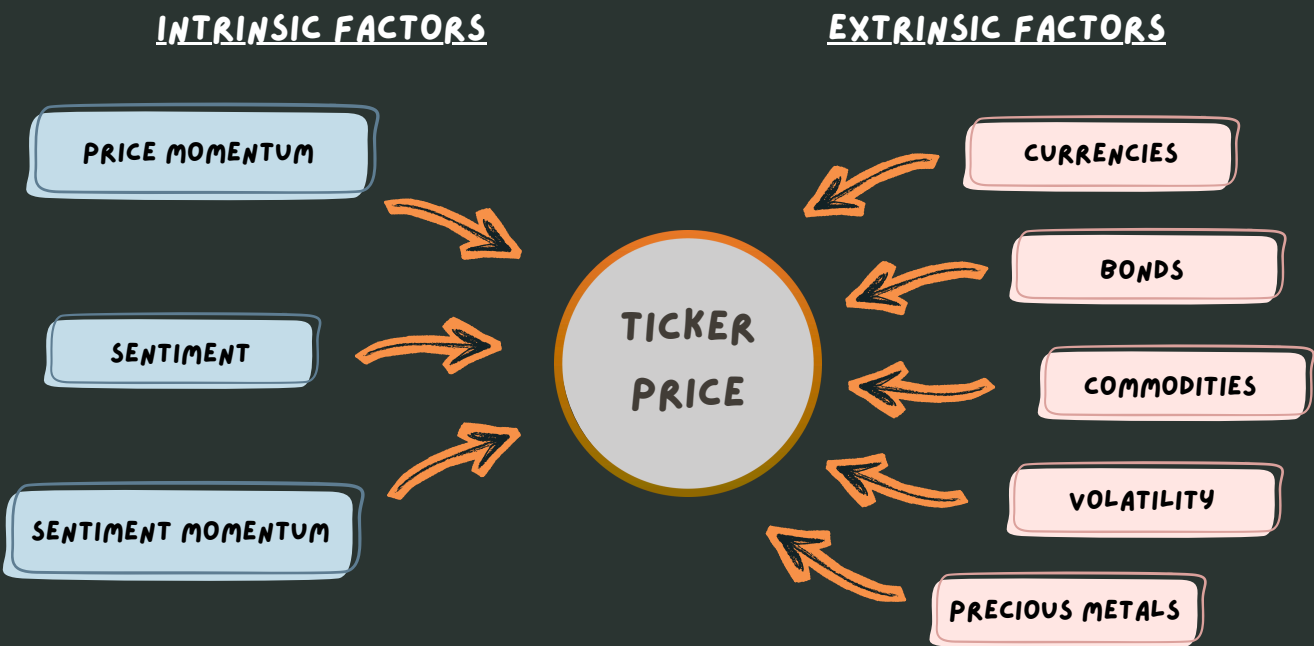 INTRINSIC FACTORS
PRICE MOMENTUM
SENTIMENT
SENTIMENT MOMENTUM
TICKER
PRICE
EXTRINSIC FACTORS
CURRENCIES
BONDS
COMMODITIES
VOLATILITY
PRECIOUS METALS